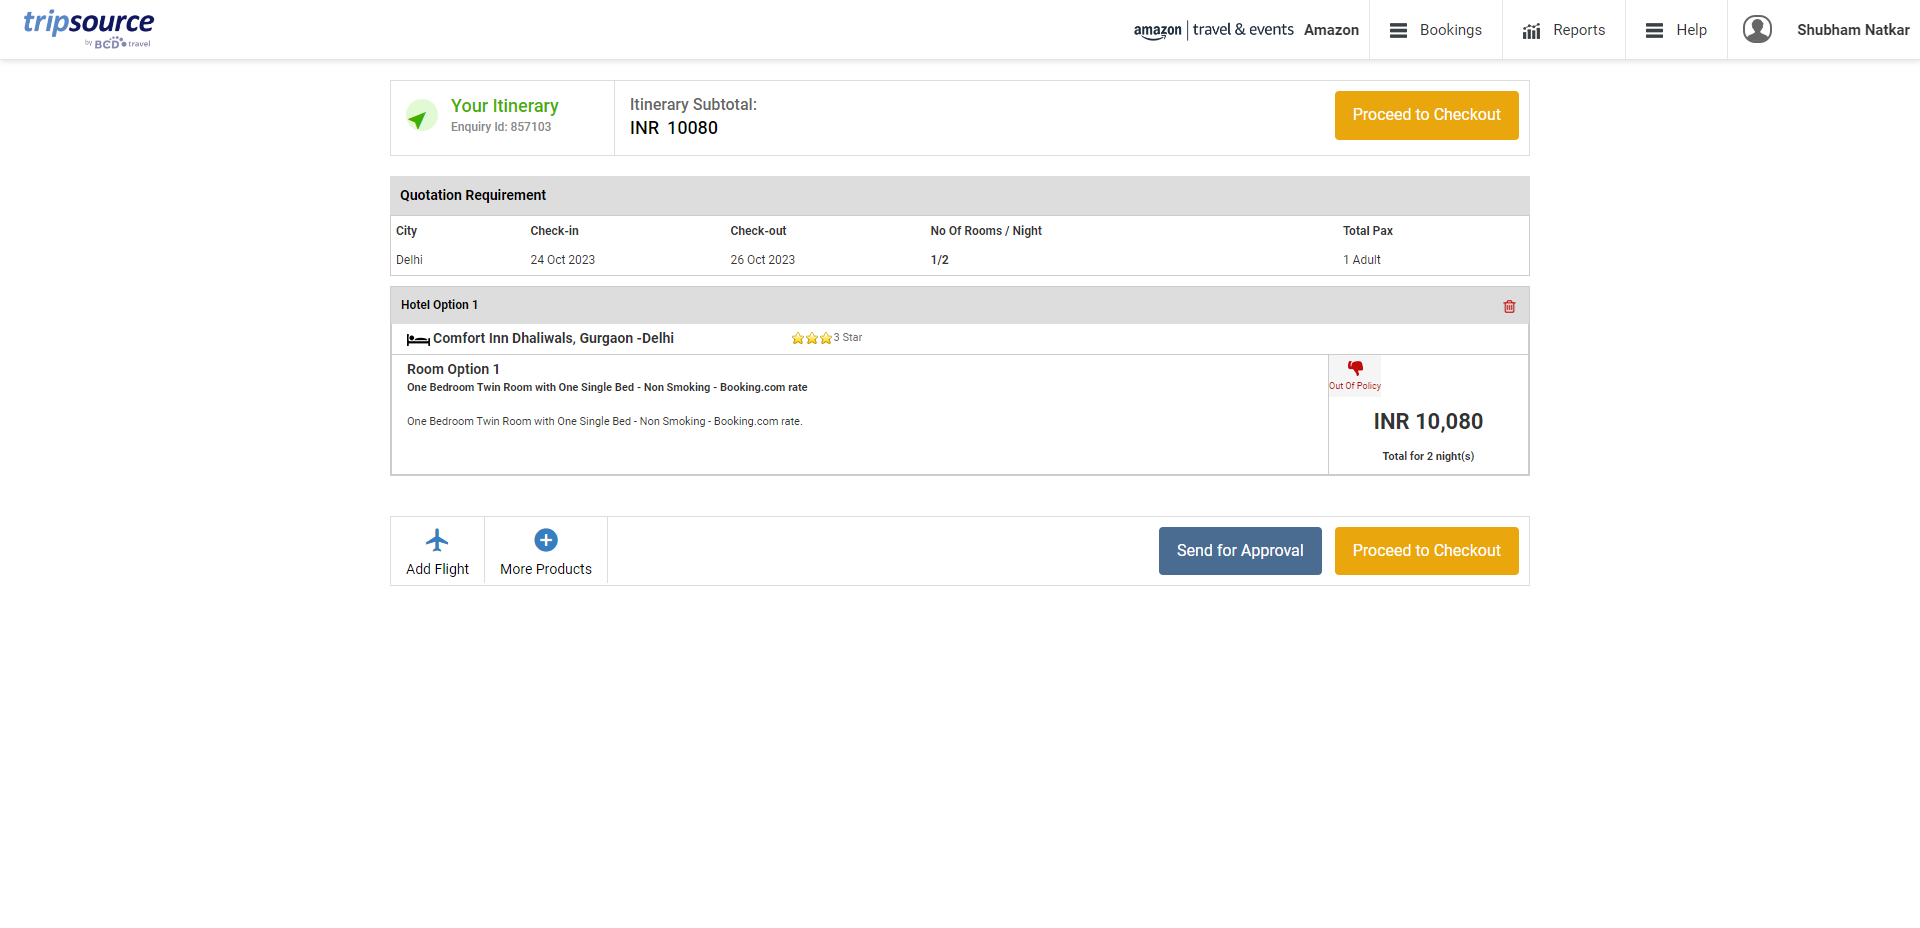 tripsource
by BCD travel
amazon | travel & events Amazon
Bookings
Reports
Help
Shubham Natkar
Your Itinerary
Enquiry Id: 857103
Itinerary Subtotal:
INR 10080
Proceed to Checkout
Quotation Requirement
City Check-in Check-out No Of Rooms / Night Total Pax
Delhi 24 Oct 2023 26 Oct 2023 1/2 1 Adult
Hotel Option 1
Comfort Inn Dhaliwals, Gurgaon -Delhi 3 Star
Room Option 1
One Bedroom Twin Room with One Single Bed - Non Smoking - Booking.com rate
One Bedroom Twin Room with One Single Bed - Non Smoking - Booking.com rate.
Out Of Policy
INR 10,080
Total for 2 night(s)
Add Flight
More Products
Send for Approval
Proceed to Checkout